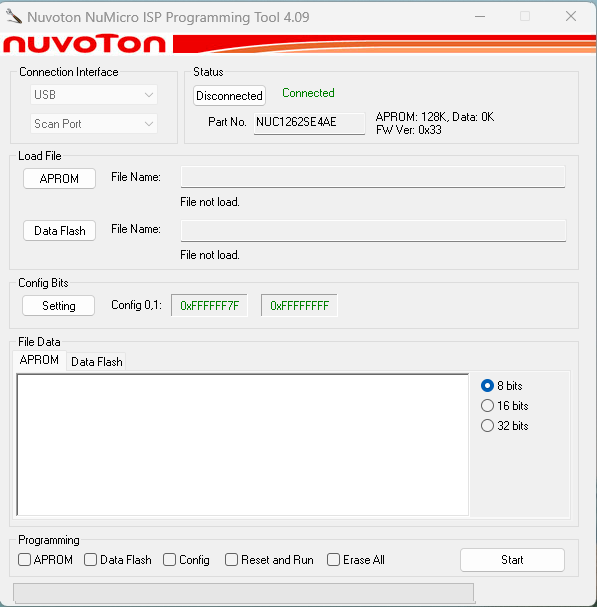 Nuvoton NuMicro ISP Programming Tool 4.09
nuvoTon
Connection Interface
USB
Scan Port
Status
Disconnected
Connected
Part No.
NUC1262SE4AE
APROM: 128K, Data: 0K
FW Ver: 0x33
Load File
APROM
File Name:
File not load.
Data Flash
File Name:
File not load.
Config Bits
Setting
Config 0,1:
0xFFFFFF7F
0xFFFFFFFF
File Data
APROM
Data Flash
8 bits
16 bits
32 bits
Programming
APROM
Data Flash
Config
Reset and Run
Erase All
Start